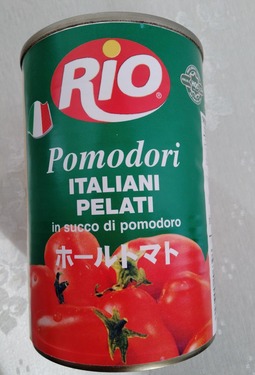 RIO
Pomodori
ITALIANI
PELATI
in succo di pomodoro
ホールトマト